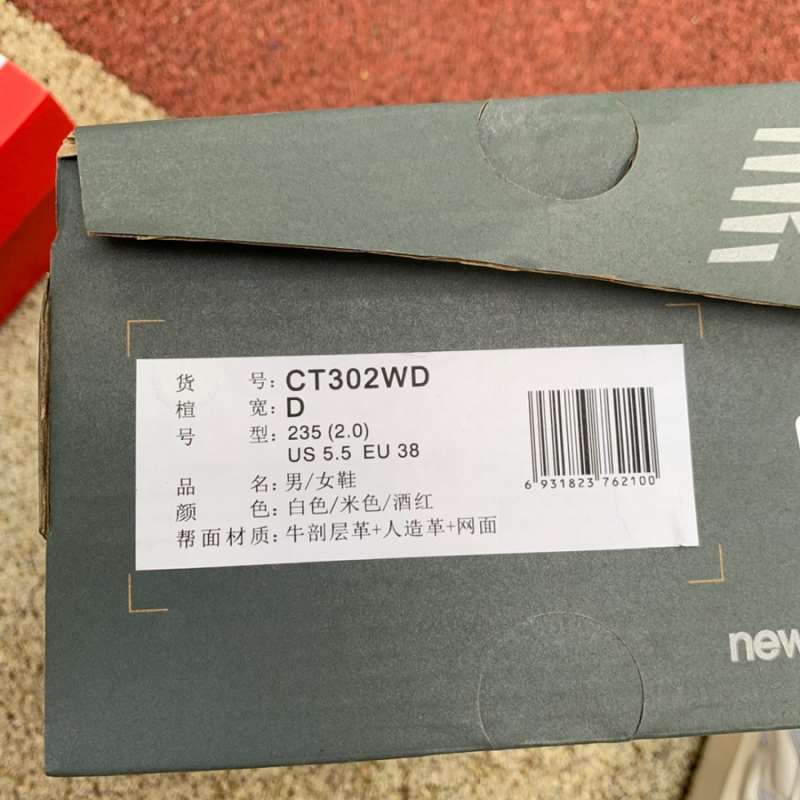 货 号: CT302WD
楦 宽: D
号 型: 235 (2.0)
US 5.5 EU 38
品 名: 男/女鞋
颜 色: 白色/米色/酒红
帮面材质: 牛剖层革+人造革+网面
6 931823 762100
new